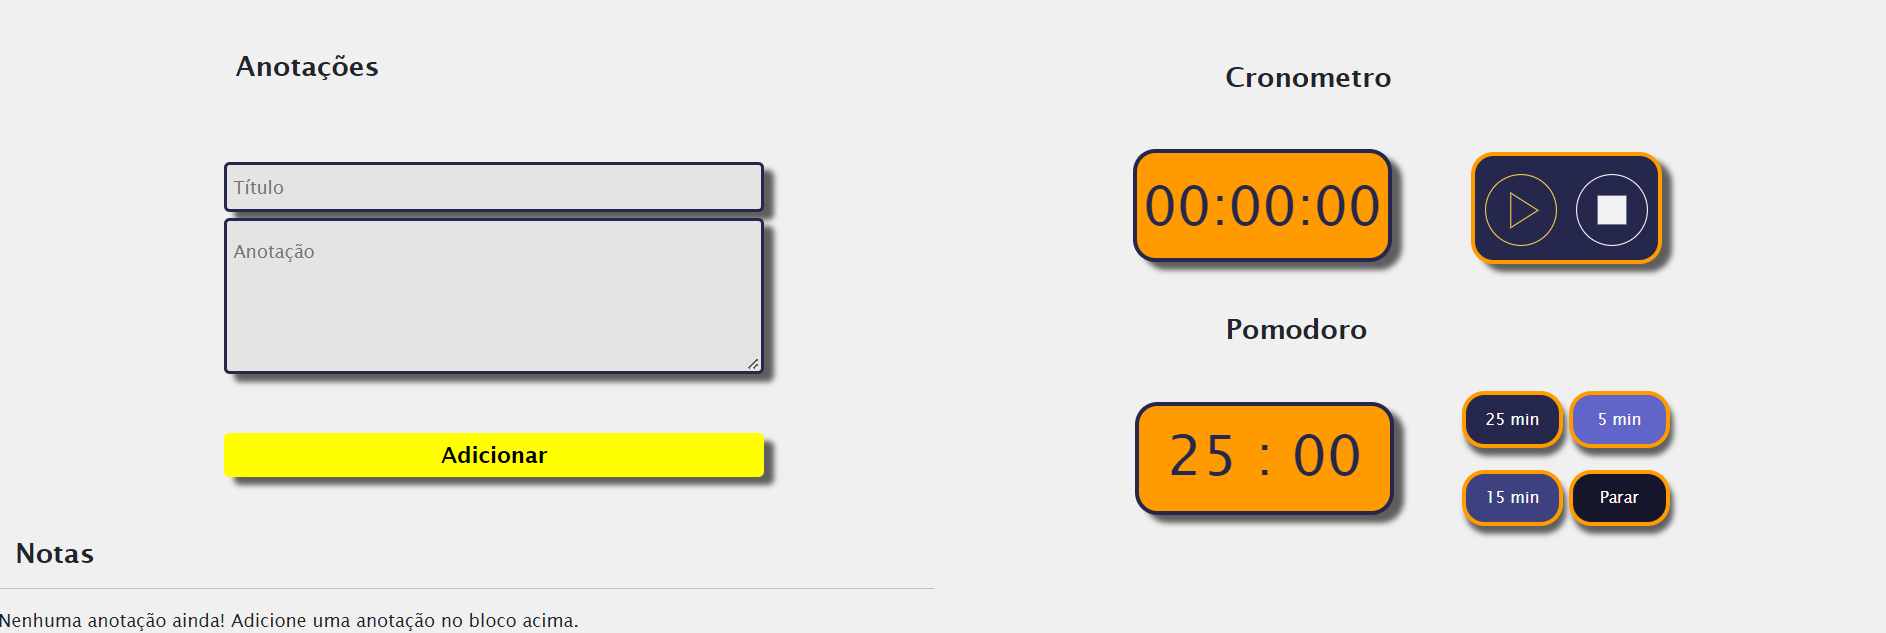 Anotações
Título
Anotação
Adicionar
Notas
Nenhuma anotação ainda! Adicione uma anotação no bloco acima.
Cronometro
00:00:00
Pomodoro
25 : 00
25 min
5 min
15 min
Parar